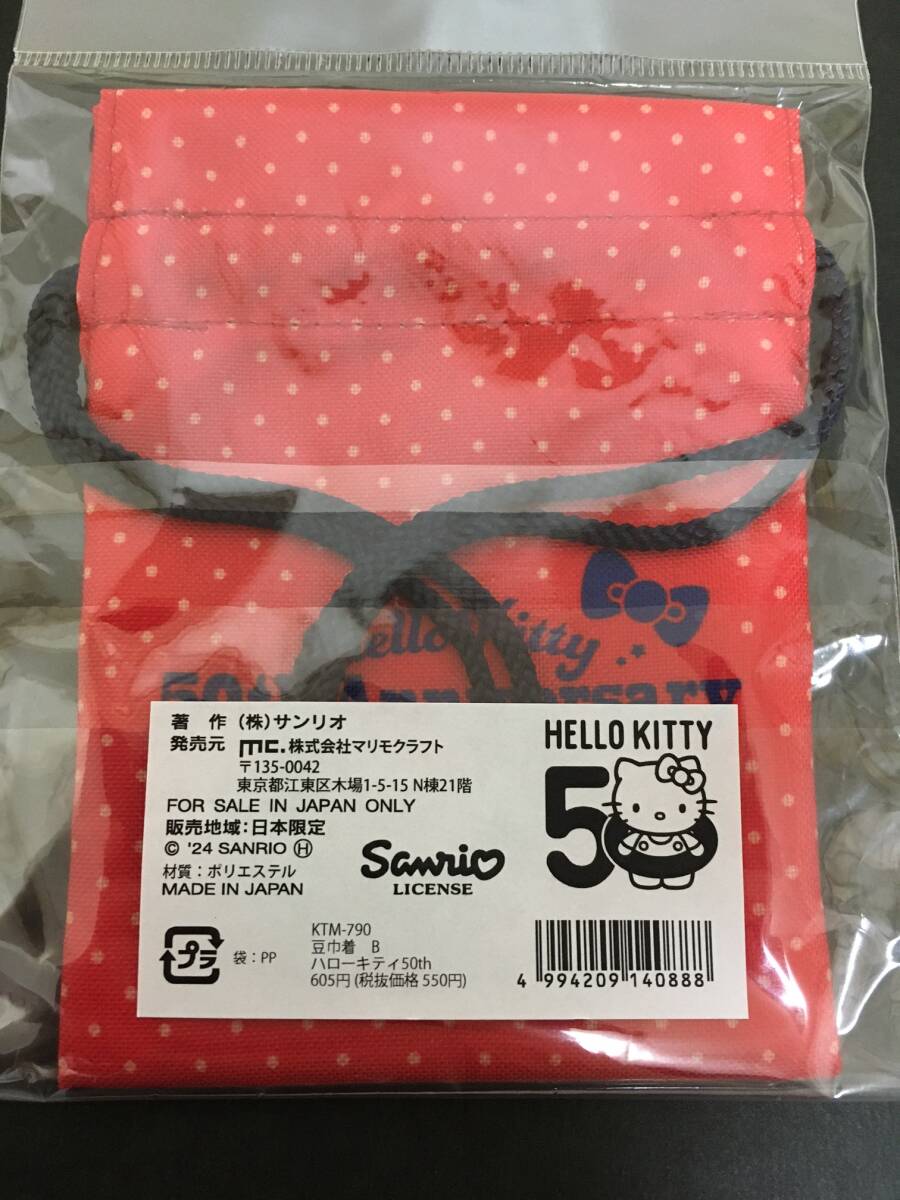 Hello Kitty
50th Anniversary
著 作 (株)サンリオ
発売元 mc.株式会社マリモクラフト
〒135-0042
東京都江東区木場1-5-15 N棟21階
FOR SALE IN JAPAN ONLY
販売地域:日本限定
© '24 SANRIO Ⓗ
材質:ポリエステル
MADE IN JAPAN
Sanrio
LICENSE
HELLO KITTY
50
プラ
袋:PP
KTM-790
豆巾着 B
ハローキティ50th
605円 (税抜価格 550円)
4 994209 140888